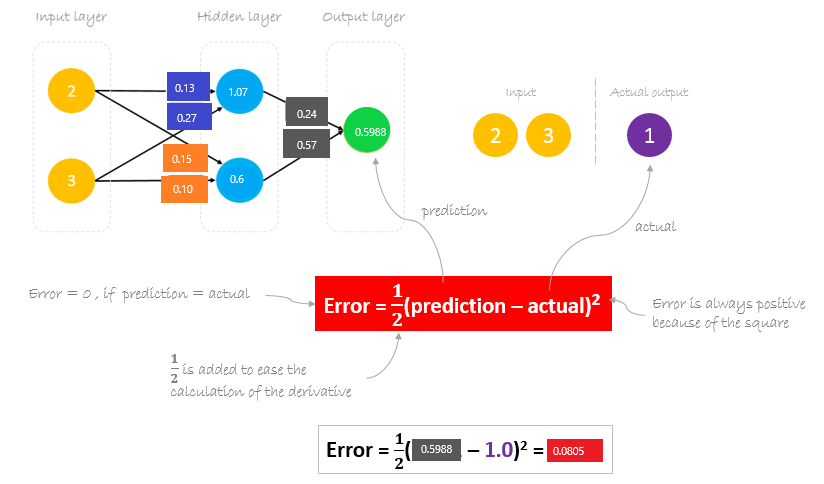 Input layer
Hidden layer
Output layer
2
0.13
1.07
0.27
0.24
0.5988
0.57
0.15
3
0.10
0.6
Input
Actual output
2
3
1
prediction
actual
Error = 0 , if prediction = actual
Error = 1/2(prediction – actual)²
Error is always positive
because of the square
1/2 is added to ease the
calculation of the derivative
Error = 1/2(0.5988 – 1.0)² = 0.0805